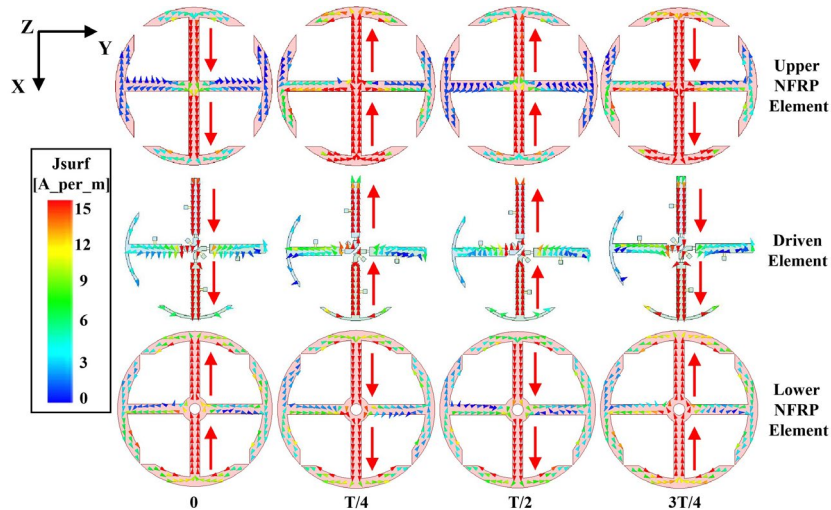 Z
Y
X
Upper
NFRP
Element
Jsurf
[A_per_m]
15
12
9
6
3
0
Driven
Element
Lower
NFRP
Element
0
T/4
T/2
3T/4